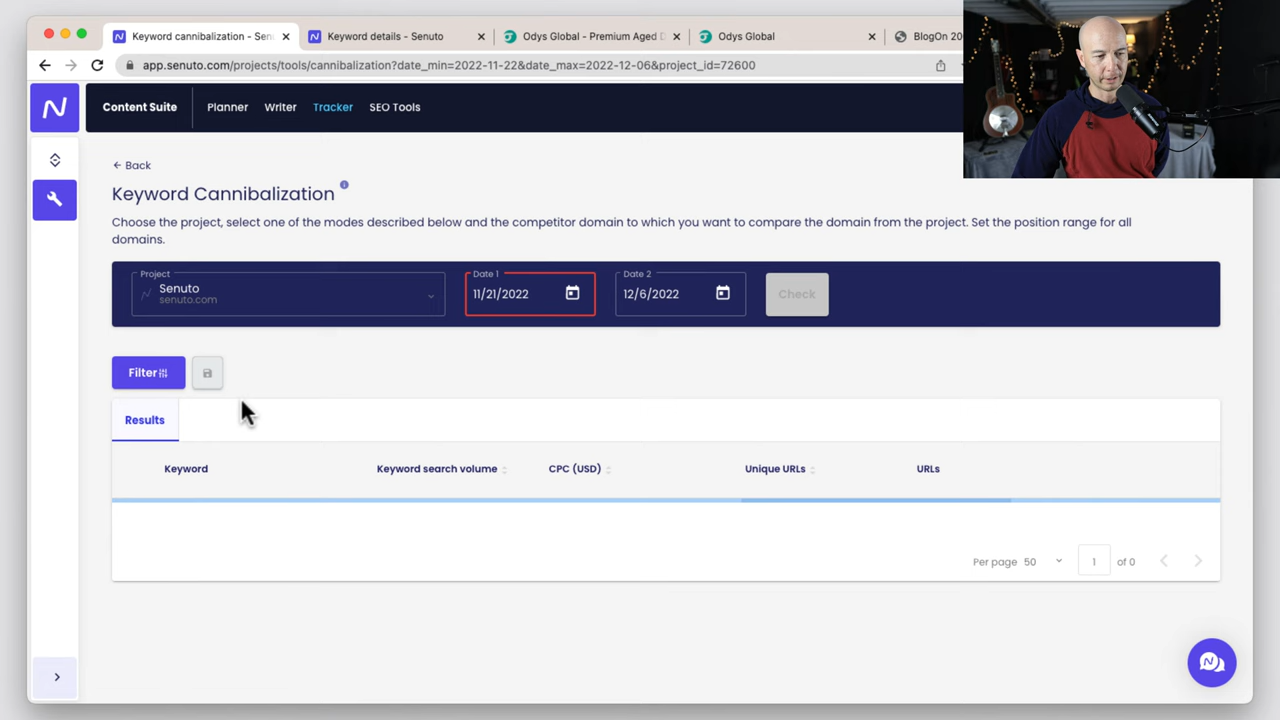 Keyword cannibalization - Sen
Keyword details - Senuto
Odys Global - Premium Aged D
Odys Global
BlogOn 20
app.senuto.com/projects/tools/cannibalization?date_min=2022-11-22&date_max=2022-12-06&project_id=72600
Content Suite
Planner
Writer
Tracker
SEO Tools
← Back
Keyword Cannibalization
Choose the project, select one of the modes described below and the competitor domain to which you want to compare the domain from the project. Set the position range for all
domains.
Project
Senuto
senuto.com
Date 1
11/21/2022
Date 2
12/6/2022
Check
Filter
Results
Keyword
Keyword search volume
CPC (USD)
Unique URLs
URLs
Per page 50
1
of 0